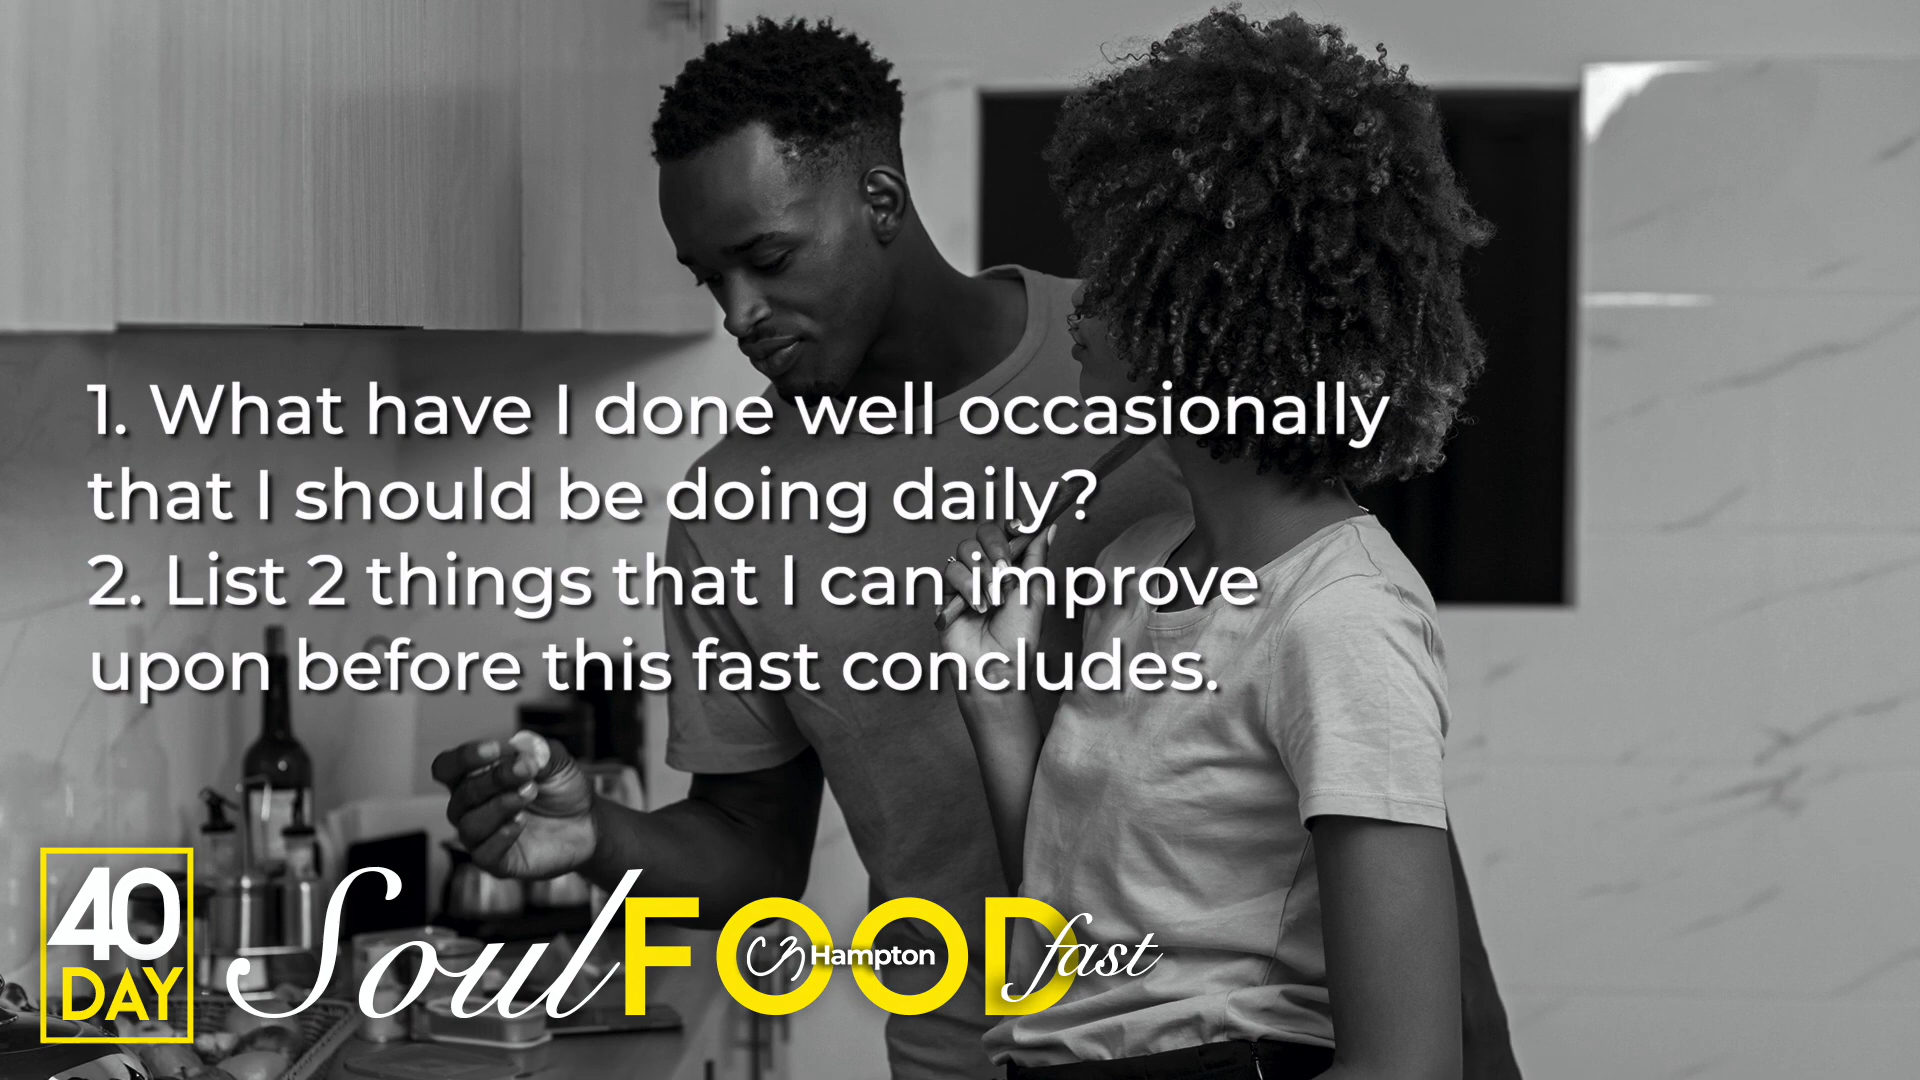 1. What have I done well occasionally
that I should be doing daily?
2. List 2 things that I can improve
upon before this fast concludes.
40
DAY
Soul FOOD fast
Hampton